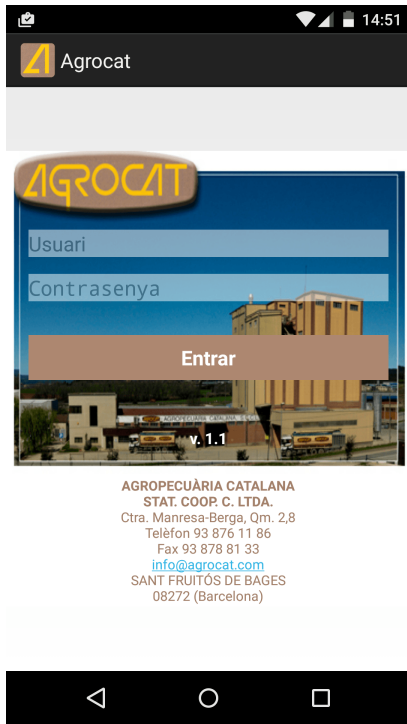 14:51
Agrocat
AGROCAT
Usuari
Contrasenya
Entrar
AGROPECUÀRIA CATALANA
v. 1.1
AGROPECUÀRIA CATALANA
STAT. COOP. C. LTDA.
Ctra. Manresa-Berga, Qm. 2,8
Telèfon 93 876 11 86
Fax 93 878 81 33
info@agrocat.com
SANT FRUITÓS DE BAGES
08272 (Barcelona)